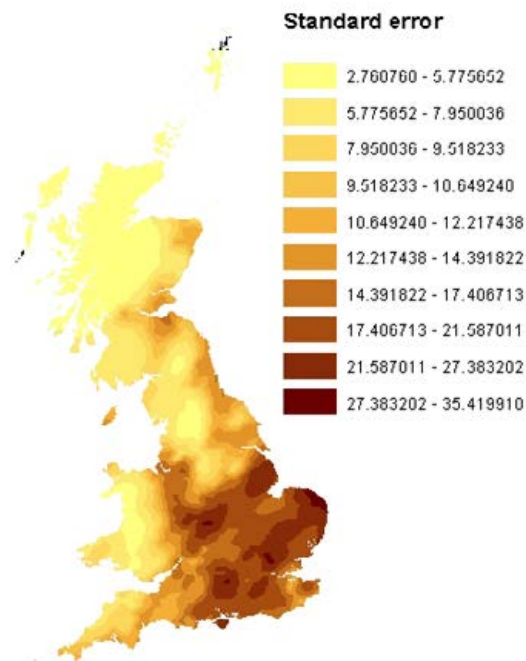 Standard error
2.760760 - 5.775652
5.775652 - 7.950036
7.950036 - 9.518233
9.518233 - 10.649240
10.649240 - 12.217438
12.217438 - 14.391822
14.391822 - 17.406713
17.406713 - 21.587011
21.587011 - 27.383202
27.383202 - 35.419910